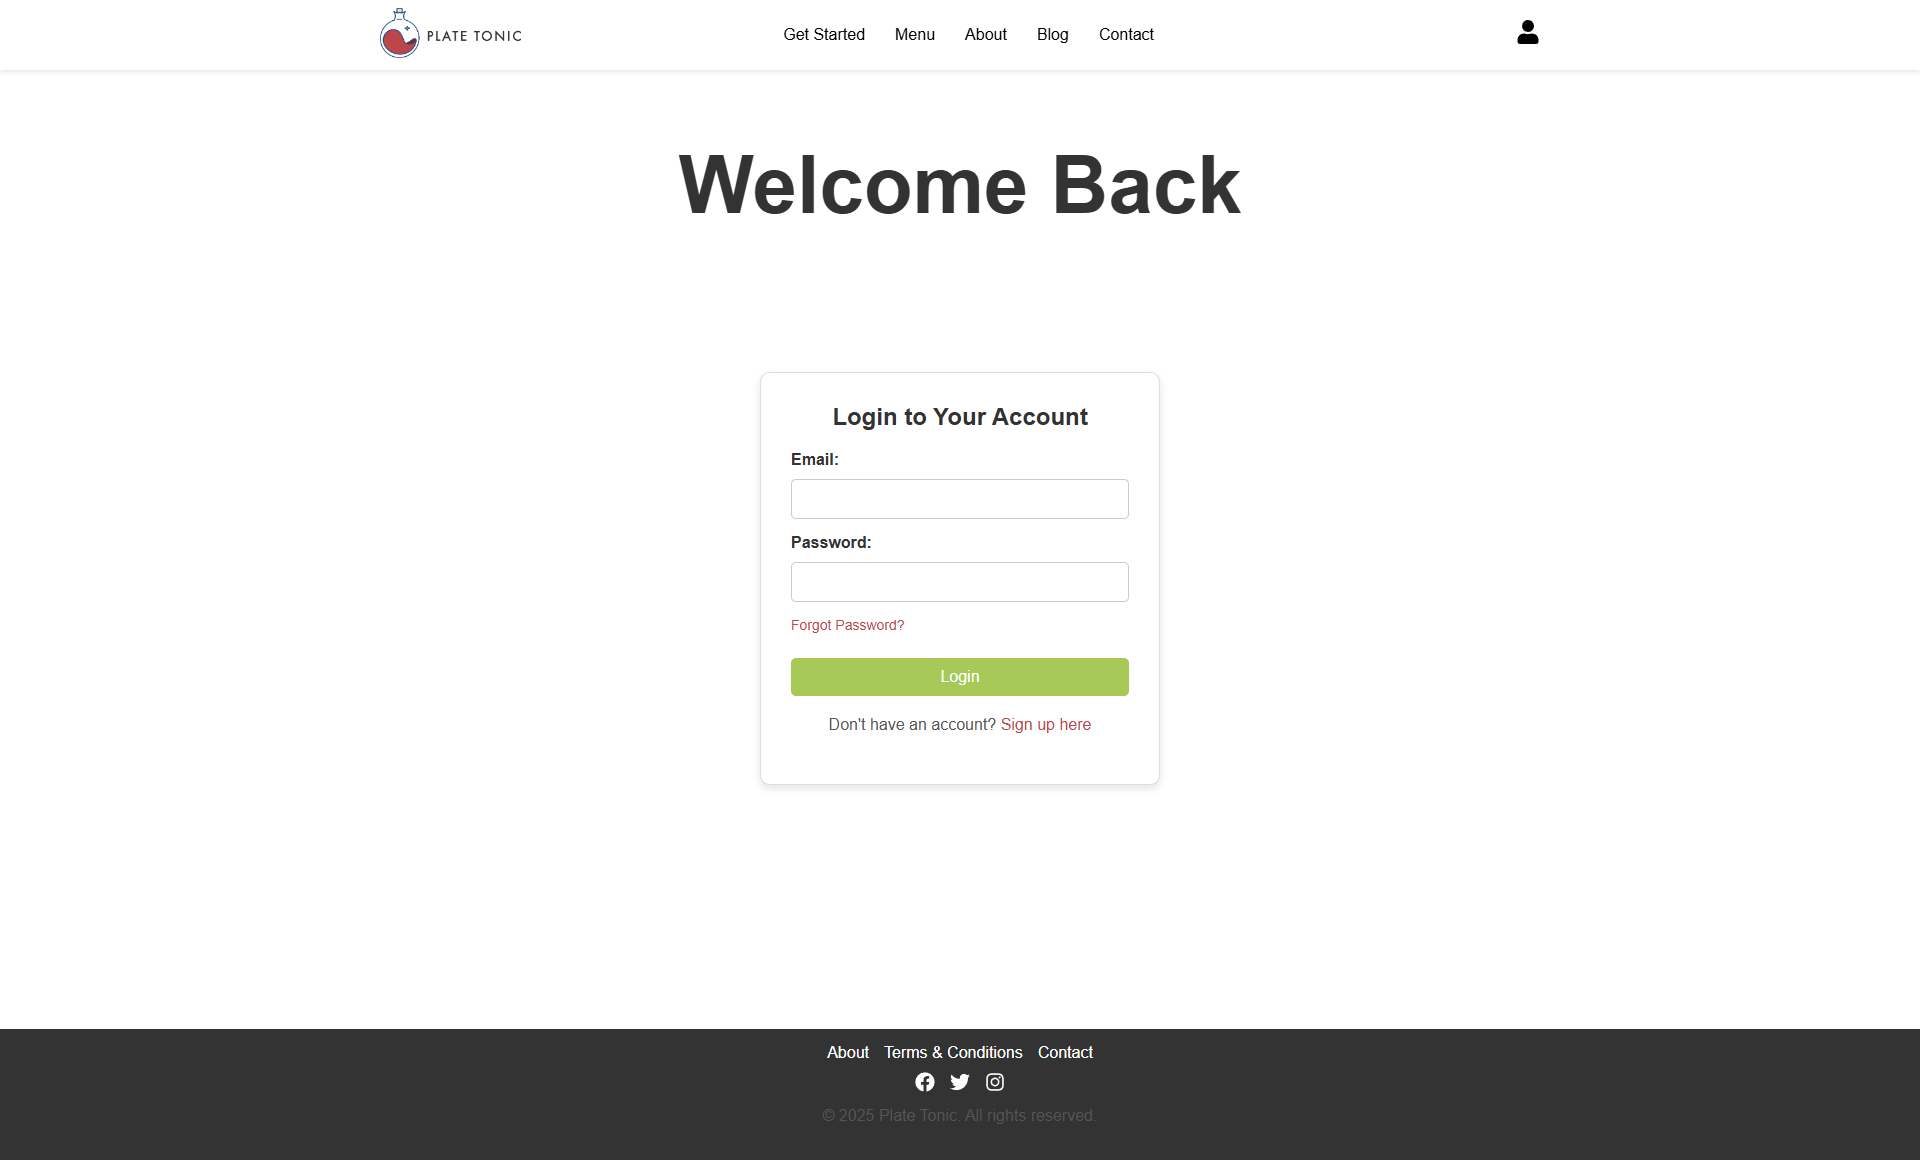 PLATE TONIC
Get Started Menu About Blog Contact
Welcome Back
Login to Your Account
Email:
Password:
Forgot Password?
Login
Don't have an account? Sign up here
About Terms & Conditions Contact
© 2025 Plate Tonic. All rights reserved.